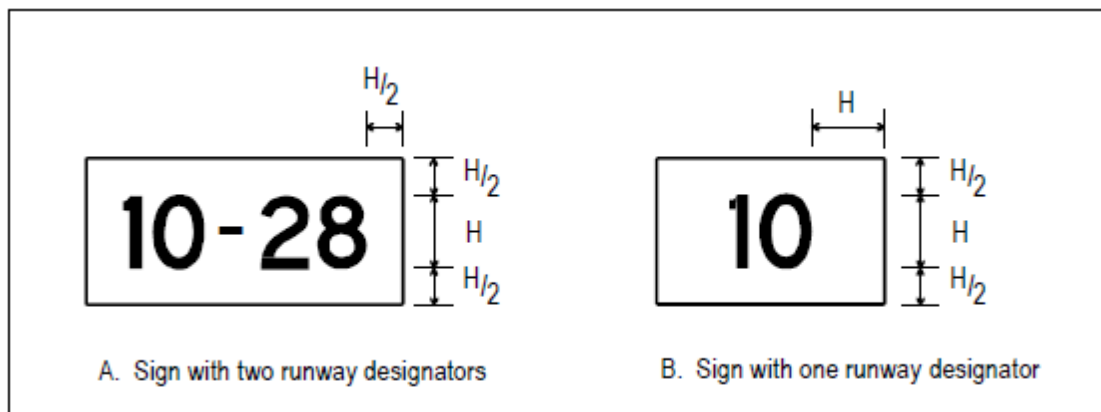 H/2
H
10-28
H/2
H
H/2
10
H/2
H
H/2
A. Sign with two runway designators
B. Sign with one runway designator